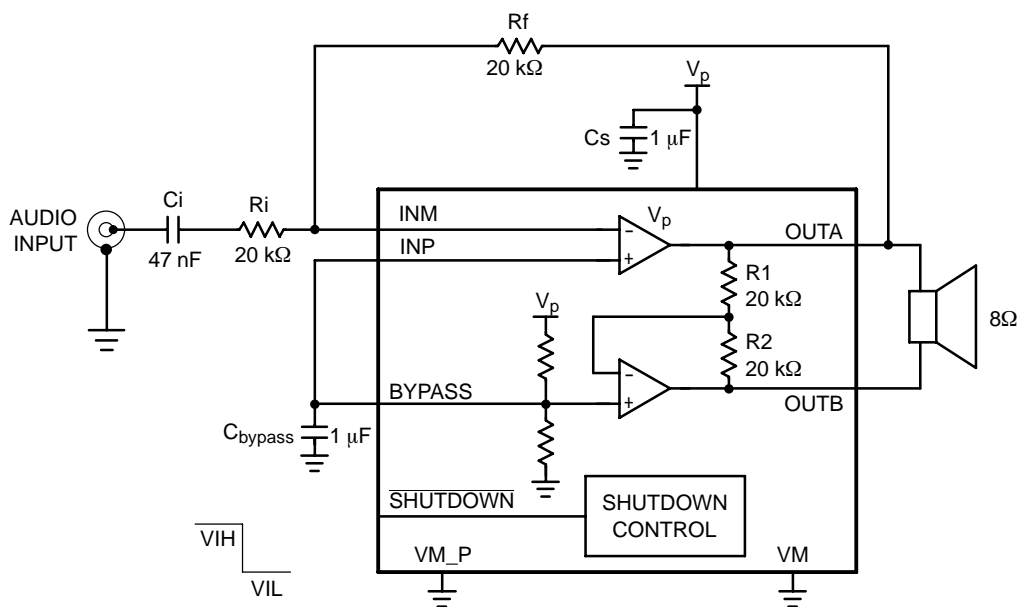 Rf
20 kΩ
Vp
Cs
1 μF
AUDIO
INPUT
Ci
47 nF
Ri
20 kΩ
INM
INP
Vp
−
+
OUTA
R1
20 kΩ
Vp
R2
20 kΩ
8Ω
−
+
BYPASS
OUTB
Cbypass
1 μF
SHUTDOWN
SHUTDOWN
CONTROL
VIH
VIL
VM_P
VM